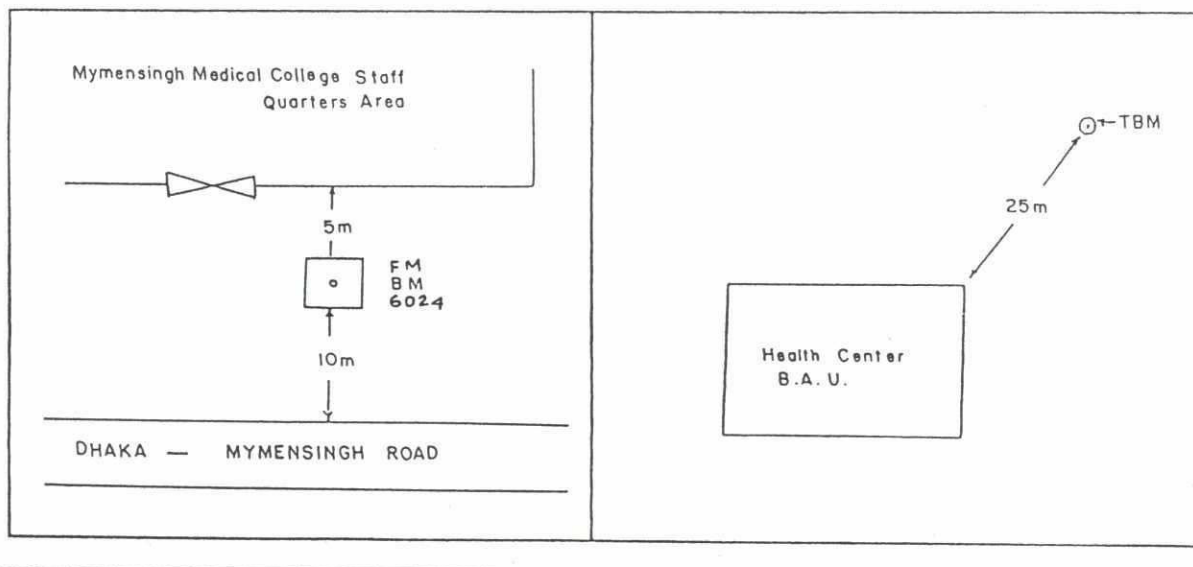 Mymensingh Medical College Staff
Quarters Area
5m
FM
BM
6024
10m
DHAKA — MYMENSINGH ROAD
TBM
25m
Health Center
B.A.U.